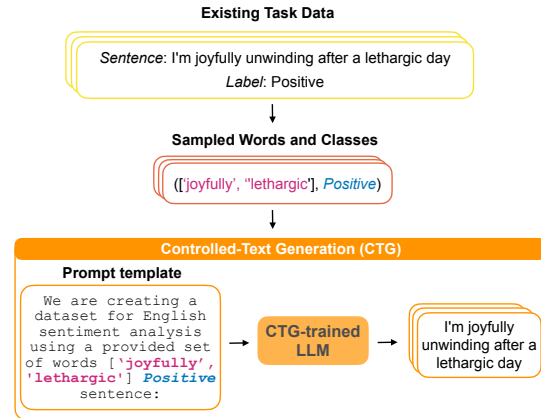 Existing Task Data
Sentence: I'm joyfully unwinding after a lethargic day
Label: Positive
Sampled Words and Classes
(['joyfully', ''lethargic'], Positive)
Controlled-Text Generation (CTG)
Prompt template
We are creating a
dataset for English
sentiment analysis
using a provided set
of words ['joyfully',
'lethargic'] Positive
sentence:
CTG-trained
LLM
I'm joyfully
unwinding after a
lethargic day